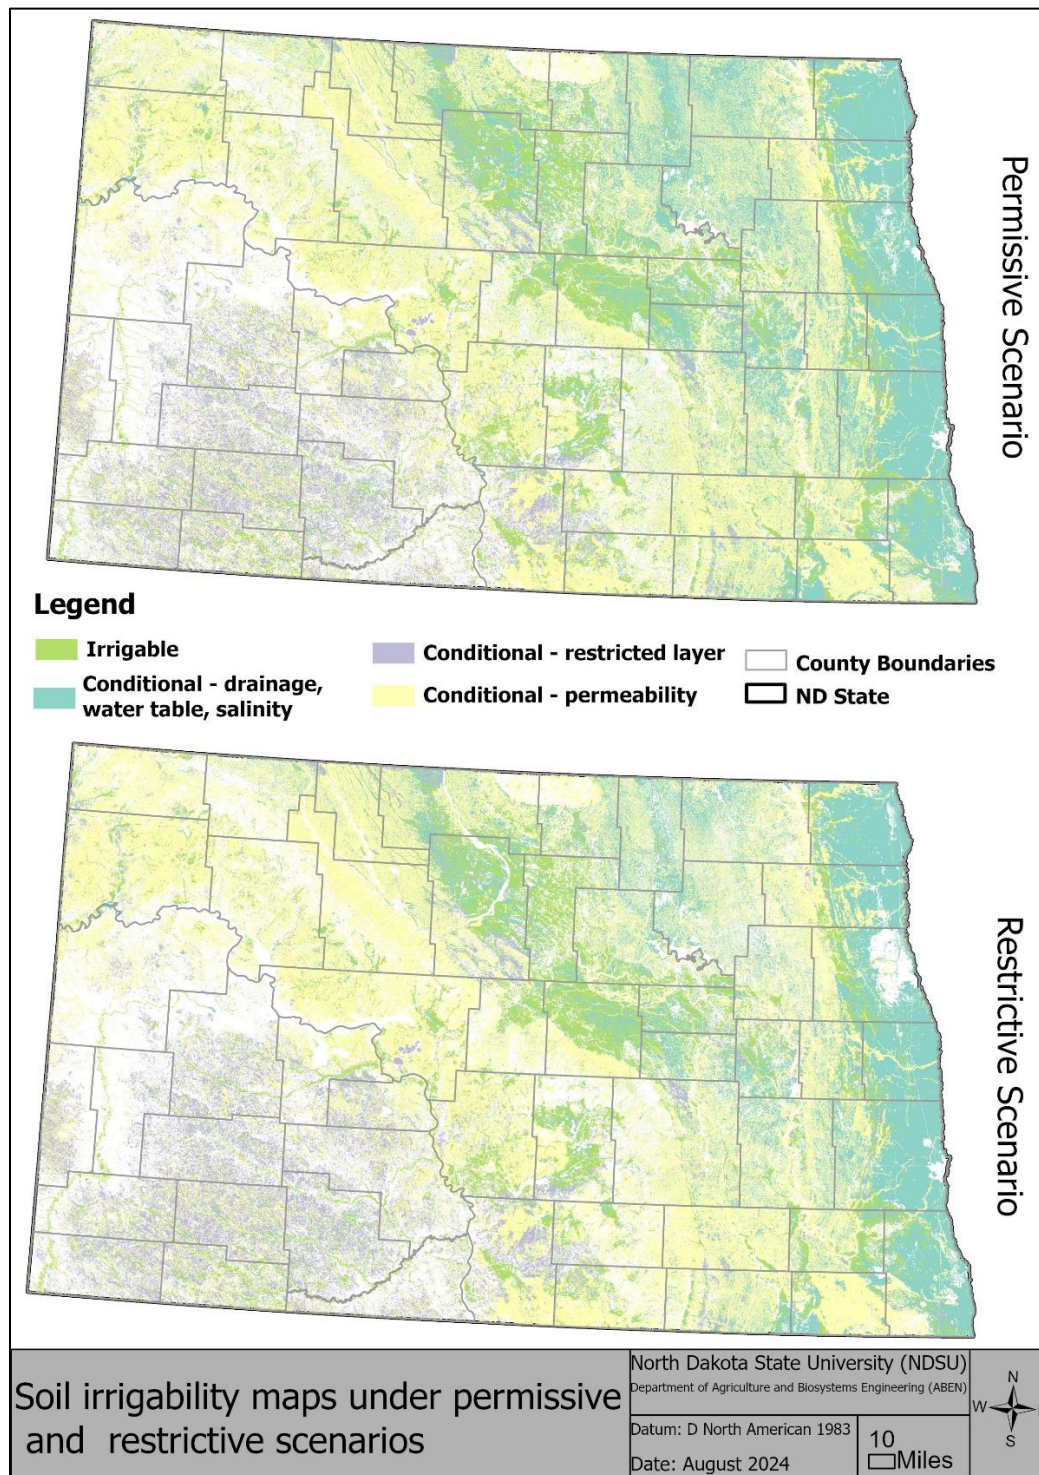 Permissive Scenario
Legend
Irrigable
Conditional - drainage,
water table, salinity
Conditional - restricted layer
Conditional - permeability
County Boundaries
ND State
Restrictive Scenario
Soil irrigability maps under permissive
and restrictive scenarios
North Dakota State University (NDSU)
Department of Agriculture and Biosystems Engineering (ABEN)
Datum: D North American 1983
Date: August 2024
10
Miles
N
W
S